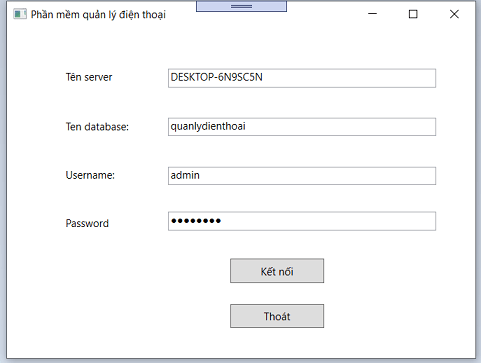 Phần mềm quản lý điện thoại
Tên server
DESKTOP-6N9SC5N
Ten database:
quanlydienthoai
Username:
admin
Password
●●●●●●●●
Kết nối
Thoát